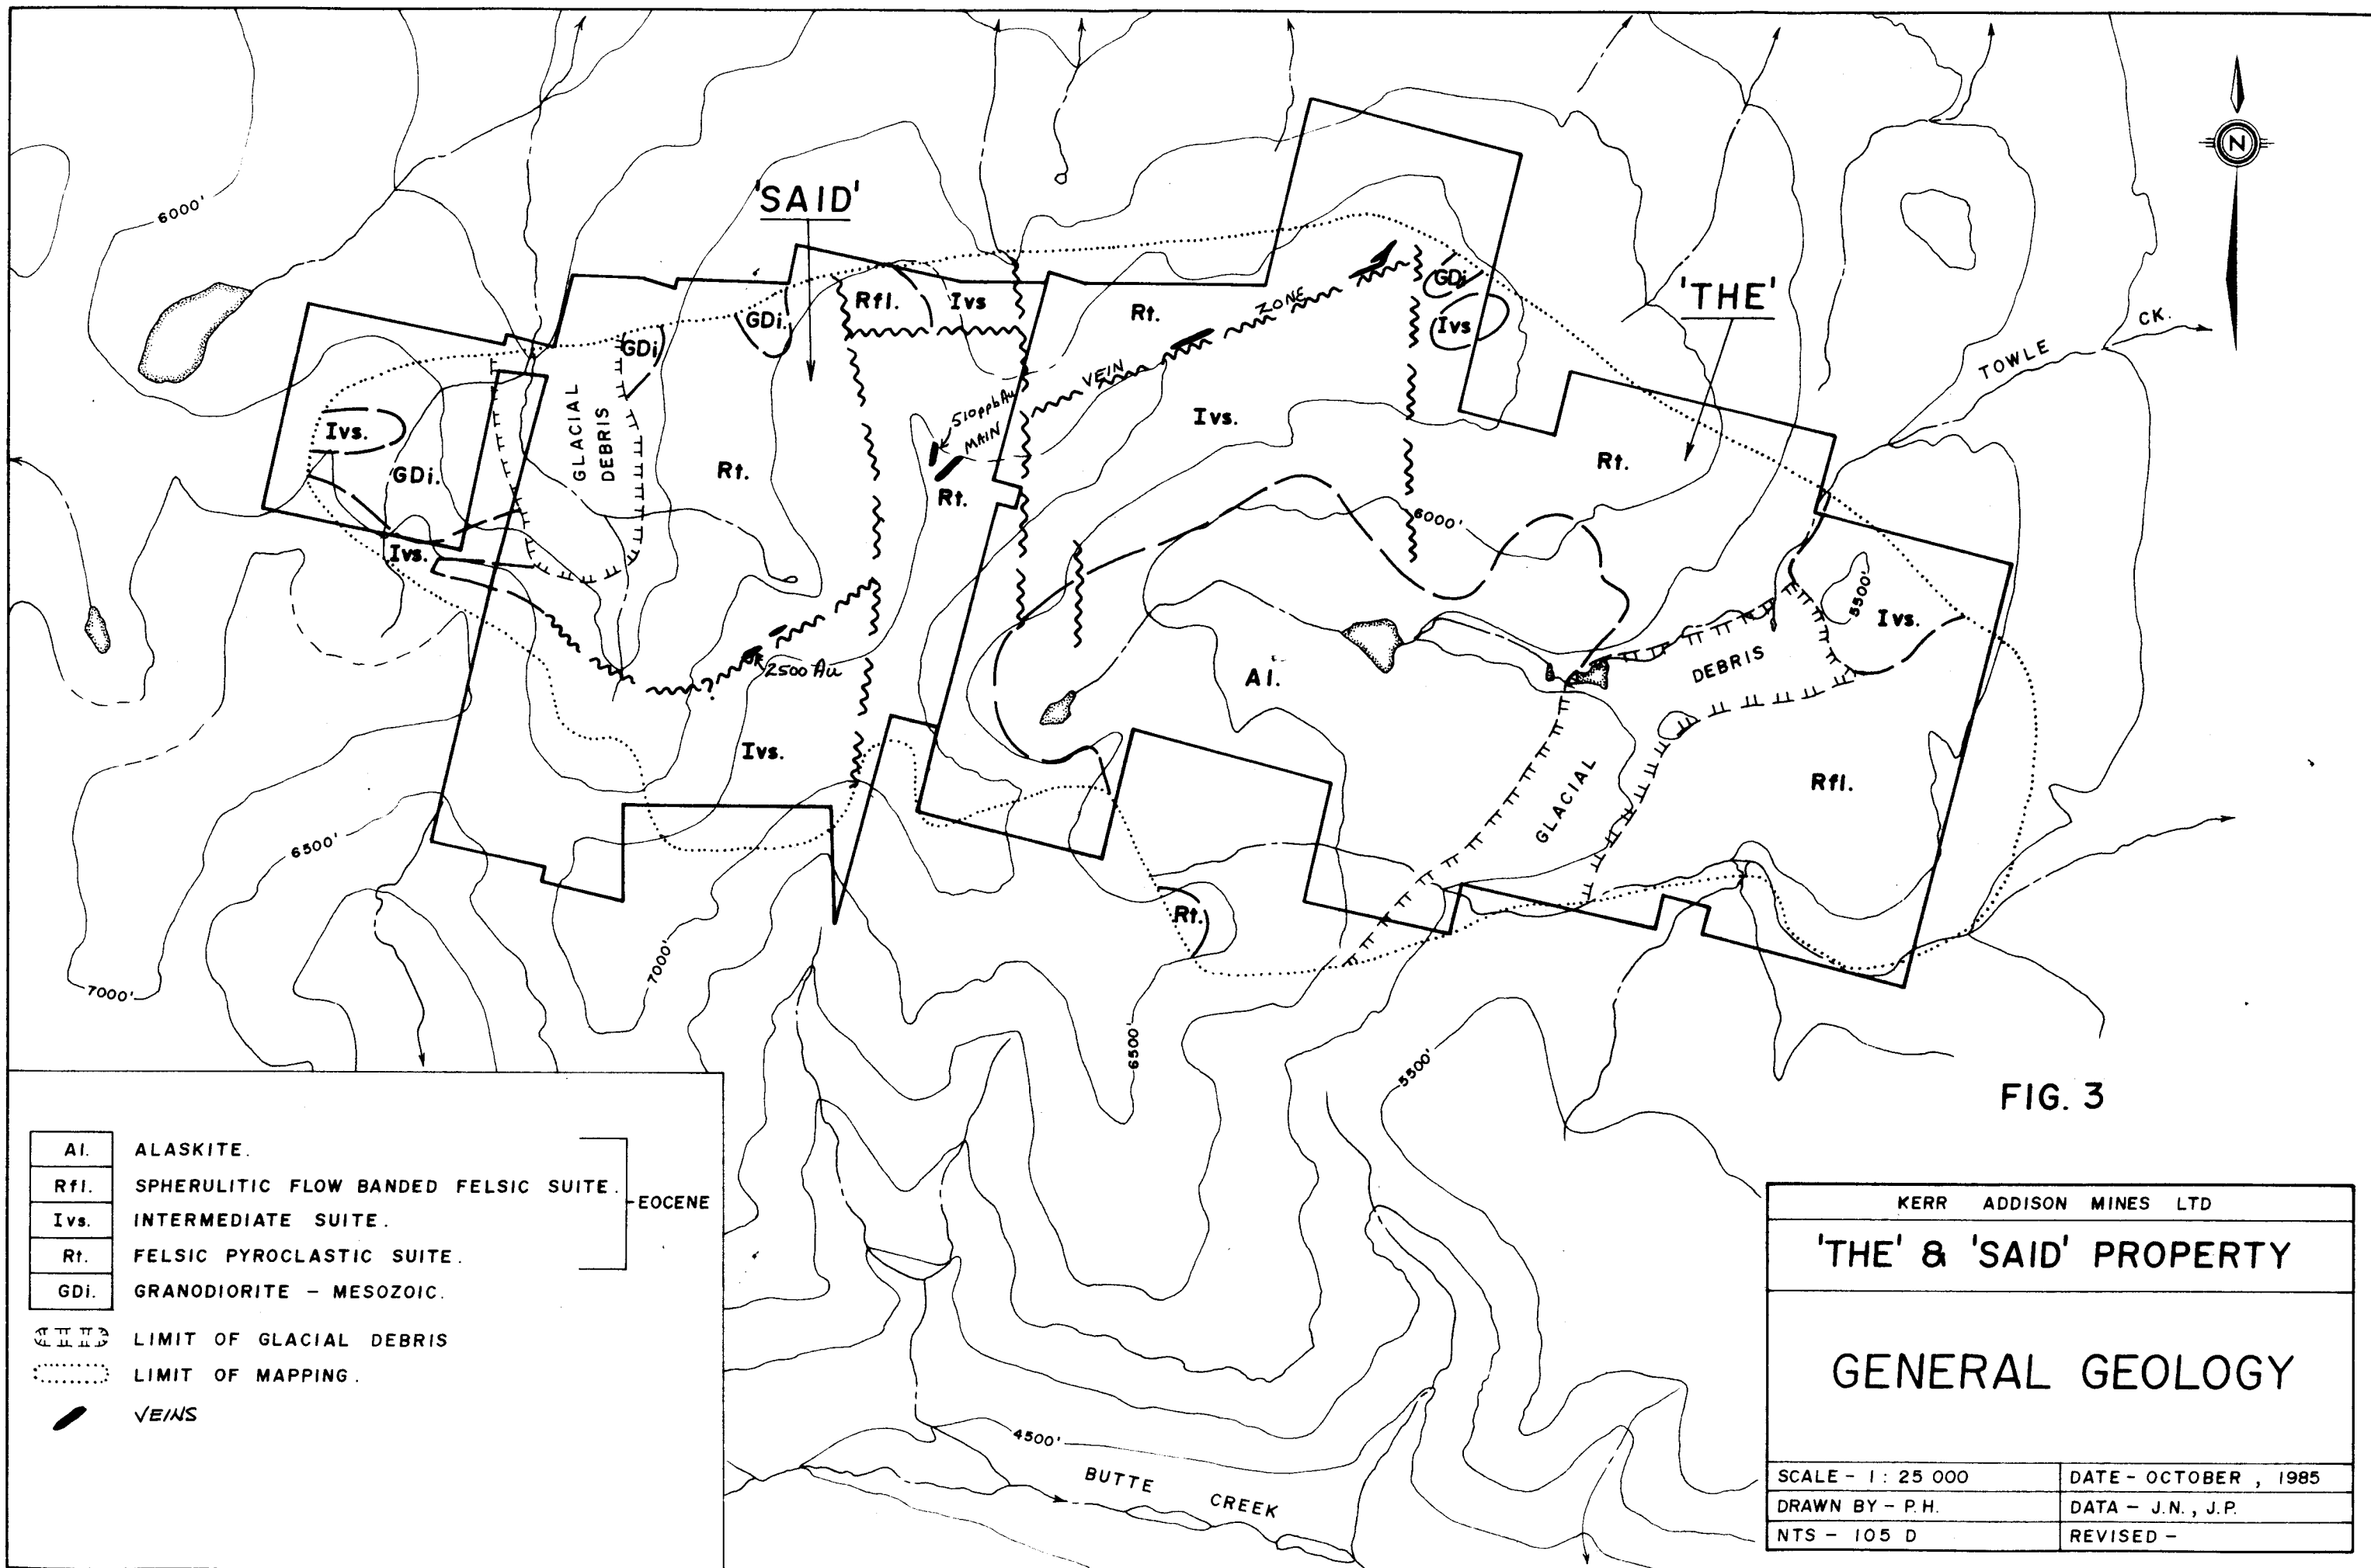 'SAID'
'THE'
6000'
TOWLE CK.
N
Rfl.
Ivs
Rt.
ZONE
VEIN
MAIN
GDi.
GDi
GDi
Ivs
510ppb Au
Ivs.
GDi.
GLACIAL
DEBRIS
Rt.
Rt.
Ivs.
Rt.
6000'
Ivs.
5500'
Ivs.
?
2500 Au
Al.
DEBRIS
GLACIAL
Ivs.
Rfl.
6500'
Rt.
7000'
7000'
6500'
5500'
4500'
BUTTE CREEK
FIG. 3
Al. ALASKITE.
Rfl. SPHERULITIC FLOW BANDED FELSIC SUITE.
Ivs. INTERMEDIATE SUITE.
Rt. FELSIC PYROCLASTIC SUITE.
EOCENE
GDi. GRANODIORITE – MESOZOIC.
LIMIT OF GLACIAL DEBRIS
LIMIT OF MAPPING.
VEINS
KERR ADDISON MINES LTD
'THE' & 'SAID' PROPERTY
GENERAL GEOLOGY
SCALE – 1 : 25 000
DATE – OCTOBER , 1985
DRAWN BY – P.H.
DATA – J.N., J.P.
NTS – 105 D
REVISED –